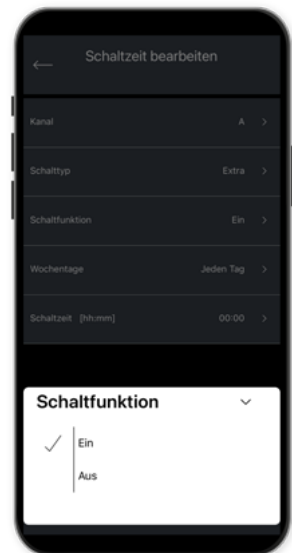 Schaltzeit bearbeiten
Kanal A
Schalttyp Extra
Schaltfunktion Ein
Wochentage Jeden Tag
Schaltzeit [hh:mm] 00:00
Schaltfunktion
Ein
Aus